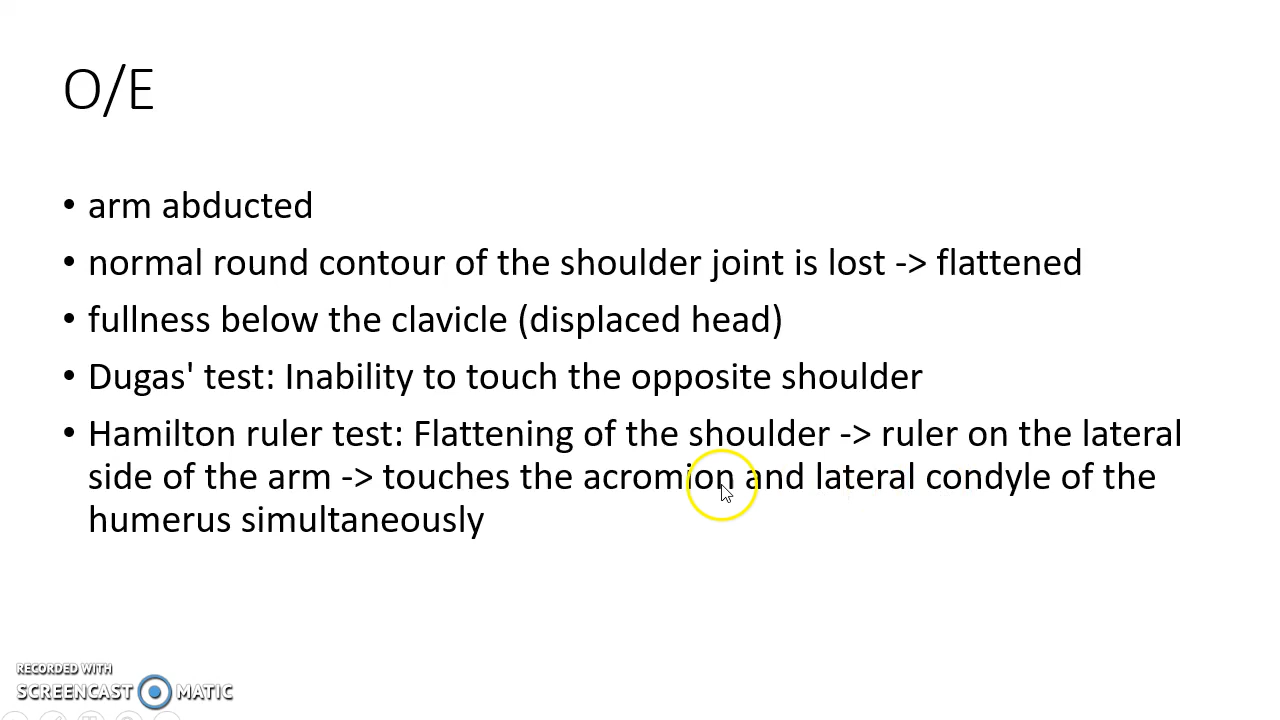 O/E
• arm abducted
• normal round contour of the shoulder joint is lost -> flattened
• fullness below the clavicle (displaced head)
• Dugas' test: Inability to touch the opposite shoulder
• Hamilton ruler test: Flattening of the shoulder -> ruler on the lateral
side of the arm -> touches the acromion and lateral condyle of the
humerus simultaneously
RECORDED WITH
SCREENCAST MATIC